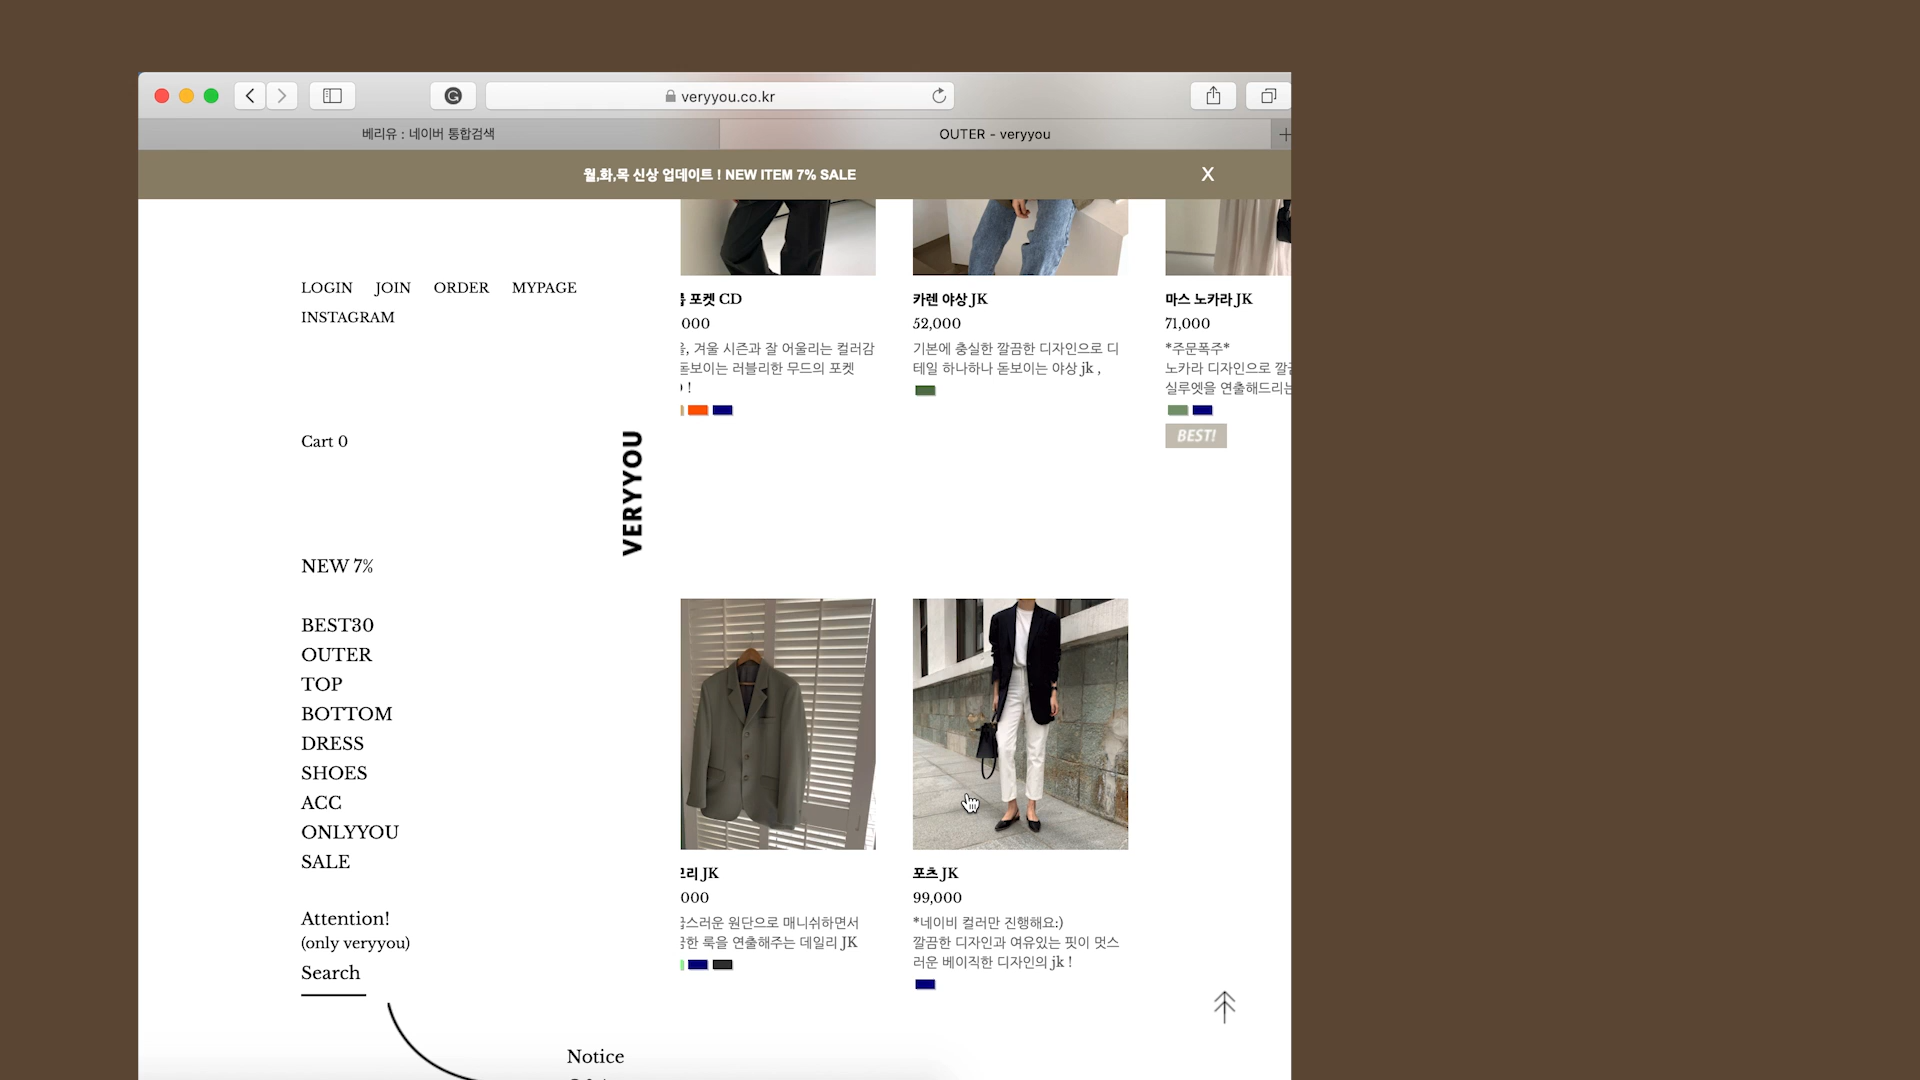 veryyou.co.kr
베리유 : 네이버 통합검색
OUTER - veryyou
월,화,목 신상 업데이트 ! NEW ITEM 7% SALE
X
LOGIN JOIN ORDER MYPAGE
INSTAGRAM
Cart 0
VERYYOU
NEW 7%
BEST30
OUTER
TOP
BOTTOM
DRESS
SHOES
ACC
ONLYYOU
SALE
Attention!
(only veryyou)
Search
Notice
포켓 CD
000
겨울 시즌과 잘 어울리는 컬러감
돋보이는 러블리한 무드의 포켓
!
카렌 야상 JK
52,000
기본에 충실한 깔끔한 디자인으로 디
테일 하나하나 돋보이는 야상 jk ,
마스 노카라 JK
71,000
*주문폭주*
노카라 디자인으로
실루엣을 연출해드리는
BEST!
리 JK
000
스러운 원단으로 매니쉬하면서
한 룩을 연출해주는 데일리 JK
포츠 JK
99,000
*네이비 컬러만 진행해요:)
깔끔한 디자인과 여유있는 핏이 멋스
러운 베이직한 디자인의 jk !